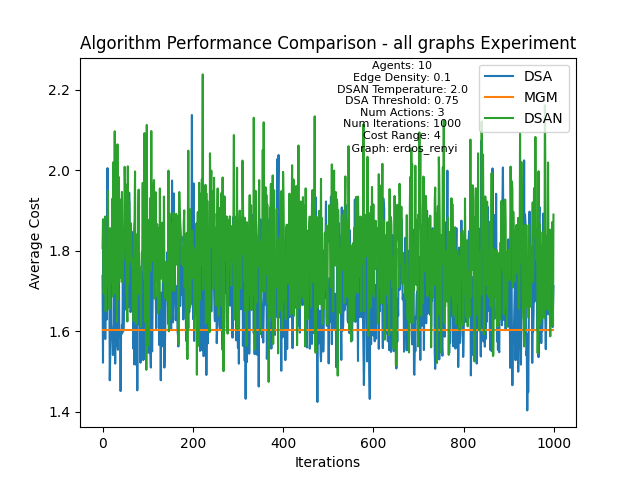 Algorithm Performance Comparison - all graphs Experiment
Agents: 10
Edge Density: 0.1
DSAN Temperature: 2.0
DSA Threshold: 0.75
Num Actions: 3
Num Iterations: 1000
Cost Range: 4
Graph: erdos_renyi
DSA
MGM
DSAN
Average Cost
2.2
2.0
1.8
1.6
1.4
0
200
400
600
800
1000
Iterations